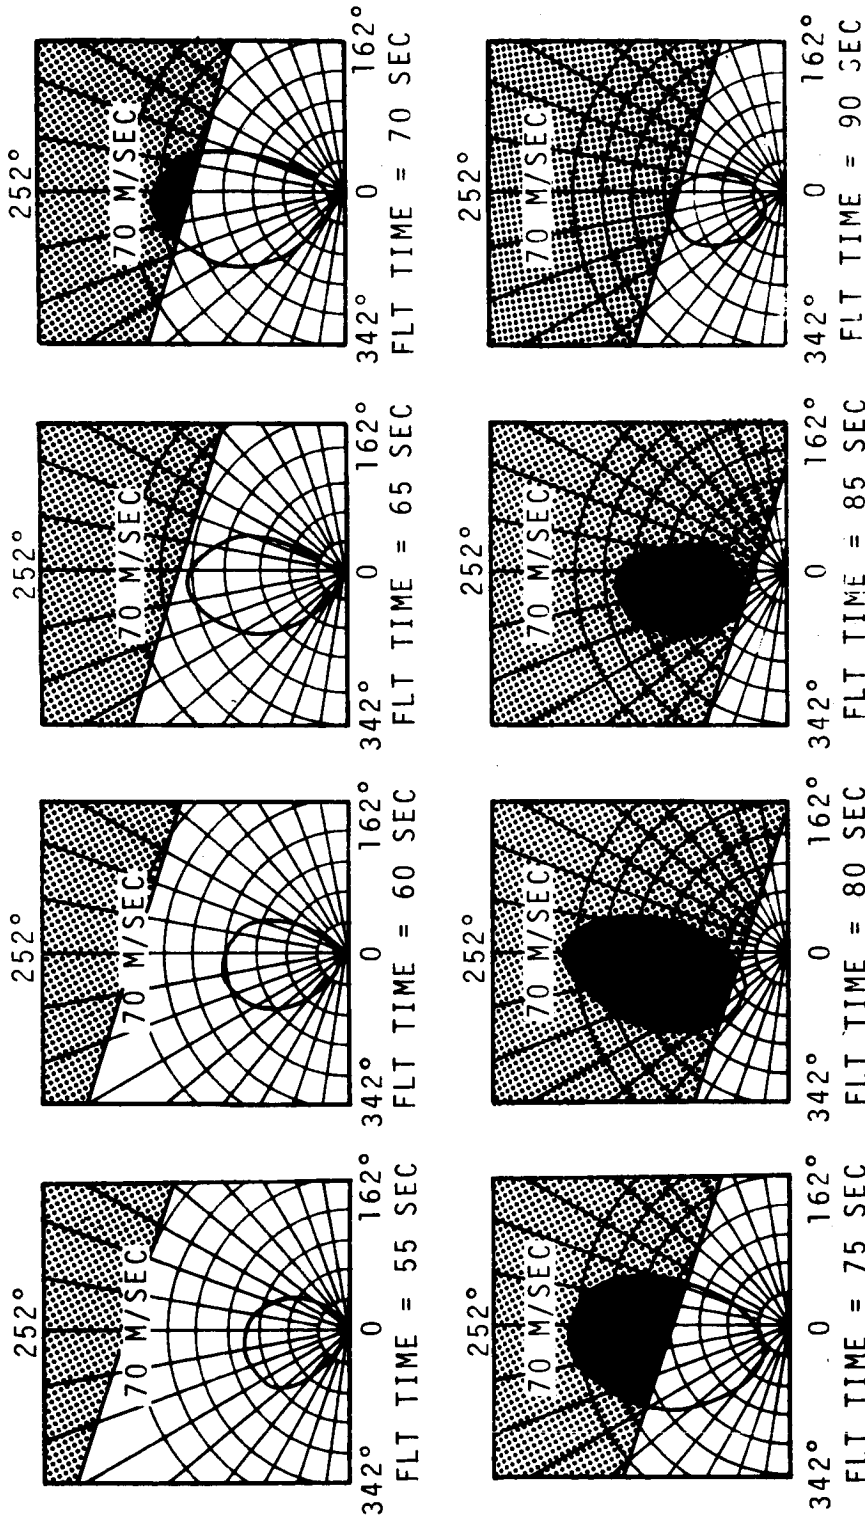 252°
70 M/SEC
342° 0 162°
FLT TIME = 55 SEC
252°
70 M/SEC
342° 0 162°
FLT TIME = 60 SEC
252°
70 M/SEC
342° 0 162°
FLT TIME = 65 SEC
252°
70 M/SEC
342° 0 162°
FLT TIME = 70 SEC
70 M/SEC
342° 0 162°
FLT TIME = 75 SEC
70 M/SEC
342° 0 162°
FLT TIME = 80 SEC
70 M/SEC
342° 0 162°
FLT TIME = 85 SEC
70 M/SEC
342° 0 162°
FLT TIME = 90 SEC